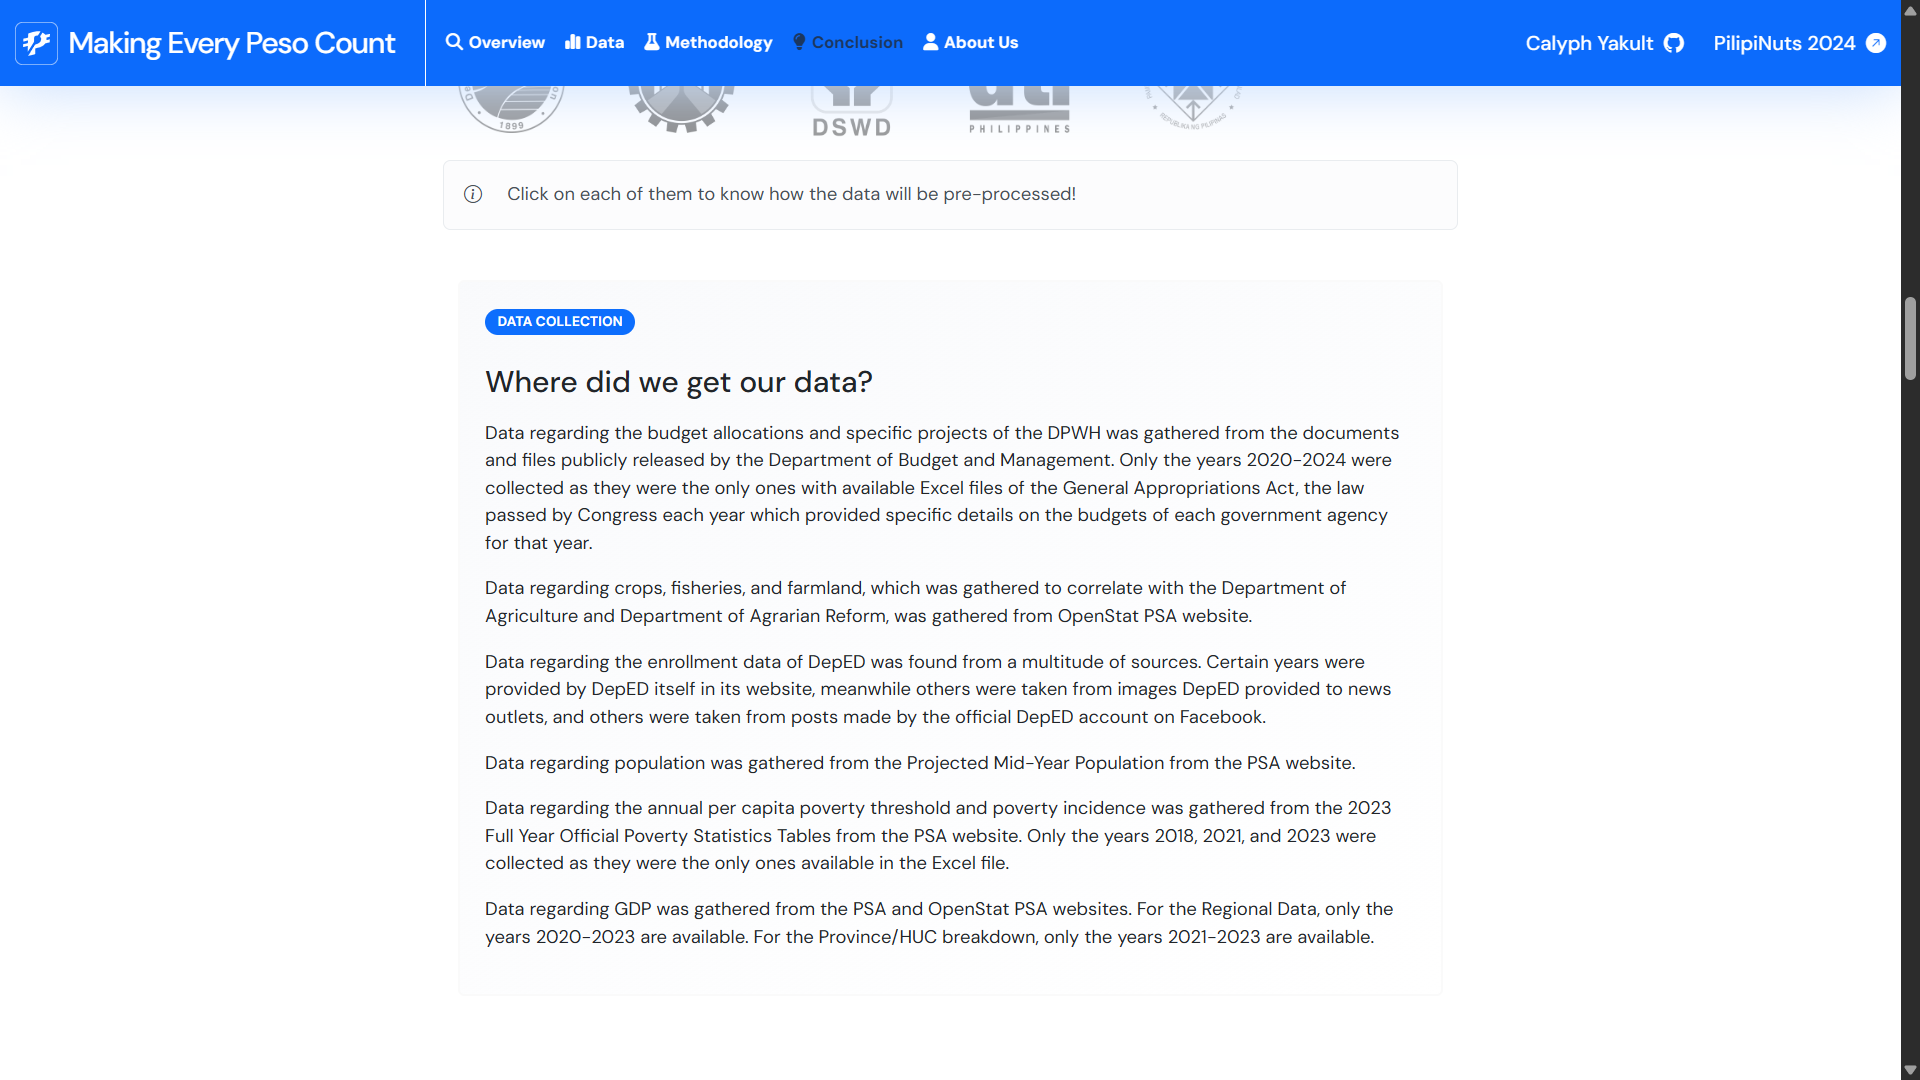 Making Every Peso Count
Overview
Data
Methodology
Conclusion
About Us
Calyph Yakult
PilipiNuts 2024
1899
DSWD
PHILIPPINES
REPUBLIKA NG PILIPINAS
Click on each of them to know how the data will be pre-processed!
DATA COLLECTION
Where did we get our data?
Data regarding the budget allocations and specific projects of the DPWH was gathered from the documents
and files publicly released by the Department of Budget and Management. Only the years 2020-2024 were
collected as they were the only ones with available Excel files of the General Appropriations Act, the law
passed by Congress each year which provided specific details on the budgets of each government agency
for that year.
Data regarding crops, fisheries, and farmland, which was gathered to correlate with the Department of
Agriculture and Department of Agrarian Reform, was gathered from OpenStat PSA website.
Data regarding the enrollment data of DepED was found from a multitude of sources. Certain years were
provided by DepED itself in its website, meanwhile others were taken from images DepED provided to news
outlets, and others were taken from posts made by the official DepED account on Facebook.
Data regarding population was gathered from the Projected Mid-Year Population from the PSA website.
Data regarding the annual per capita poverty threshold and poverty incidence was gathered from the 2023
Full Year Official Poverty Statistics Tables from the PSA website. Only the years 2018, 2021, and 2023 were
collected as they were the only ones available in the Excel file.
Data regarding GDP was gathered from the PSA and OpenStat PSA websites. For the Regional Data, only the
years 2020-2023 are available. For the Province/HUC breakdown, only the years 2021-2023 are available.